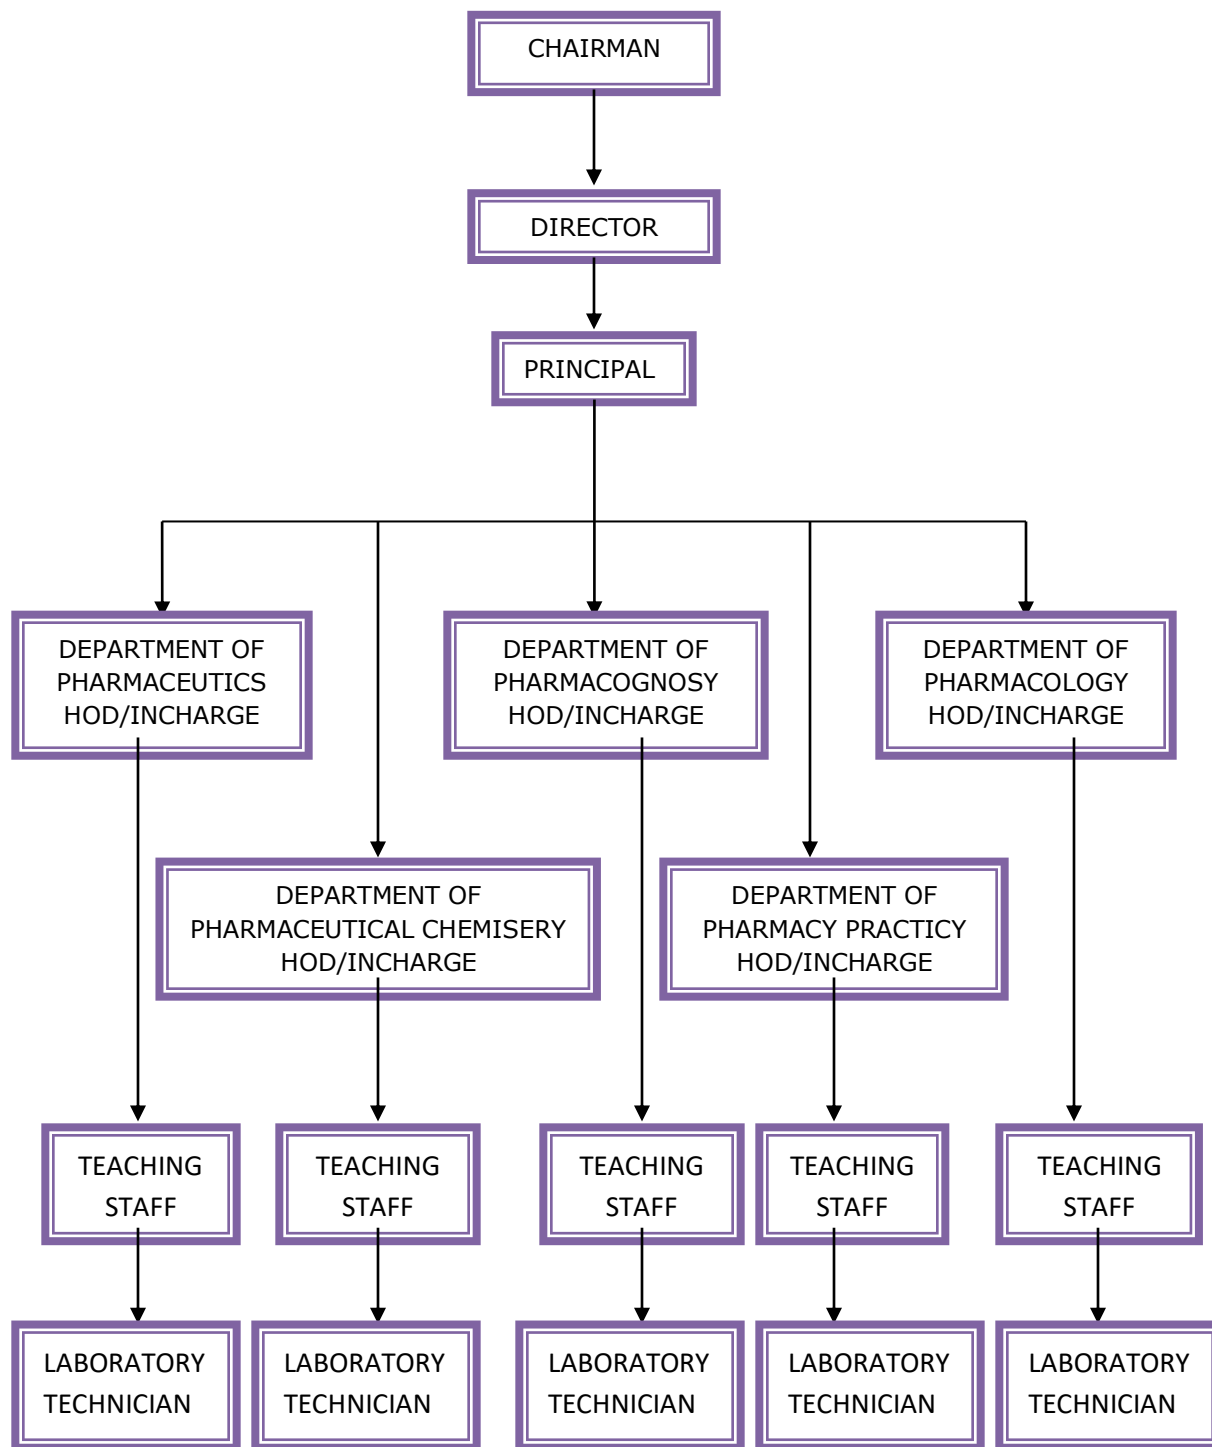 CHAIRMAN
DIRECTOR
PRINCIPAL
DEPARTMENT OF
PHARMACEUTICS
HOD/INCHARGE
DEPARTMENT OF
PHARMACOGNOSY
HOD/INCHARGE
DEPARTMENT OF
PHARMACOLOGY
HOD/INCHARGE
DEPARTMENT OF
PHARMACEUTICAL CHEMISERY
HOD/INCHARGE
DEPARTMENT OF
PHARMACY PRACTICY
HOD/INCHARGE
TEACHING
STAFF
TEACHING
STAFF
TEACHING
STAFF
TEACHING
STAFF
TEACHING
STAFF
LABORATORY
TECHNICIAN
LABORATORY
TECHNICIAN
LABORATORY
TECHNICIAN
LABORATORY
TECHNICIAN
LABORATORY
TECHNICIAN